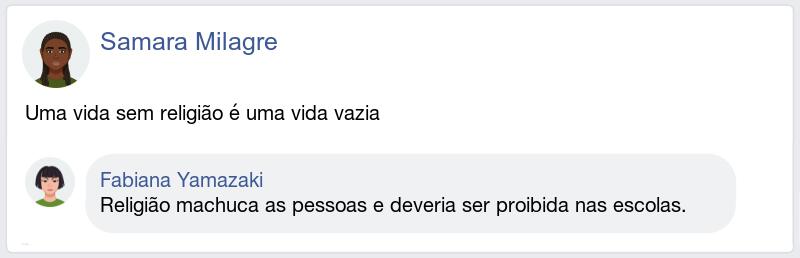 Samara Milagre
Uma vida sem religião é uma vida vazia
Fabiana Yamazaki
Religião machuca as pessoas e deveria ser proibida nas escolas.